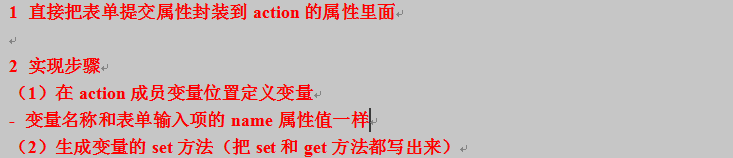 1 直接把表单提交属性封装到 action 的属性里面
2 实现步骤
（1）在 action 成员变量位置定义变量
- 变量名称和表单输入项的 name 属性值一样
（2）生成变量的 set 方法（把 set 和 get 方法都写出来）